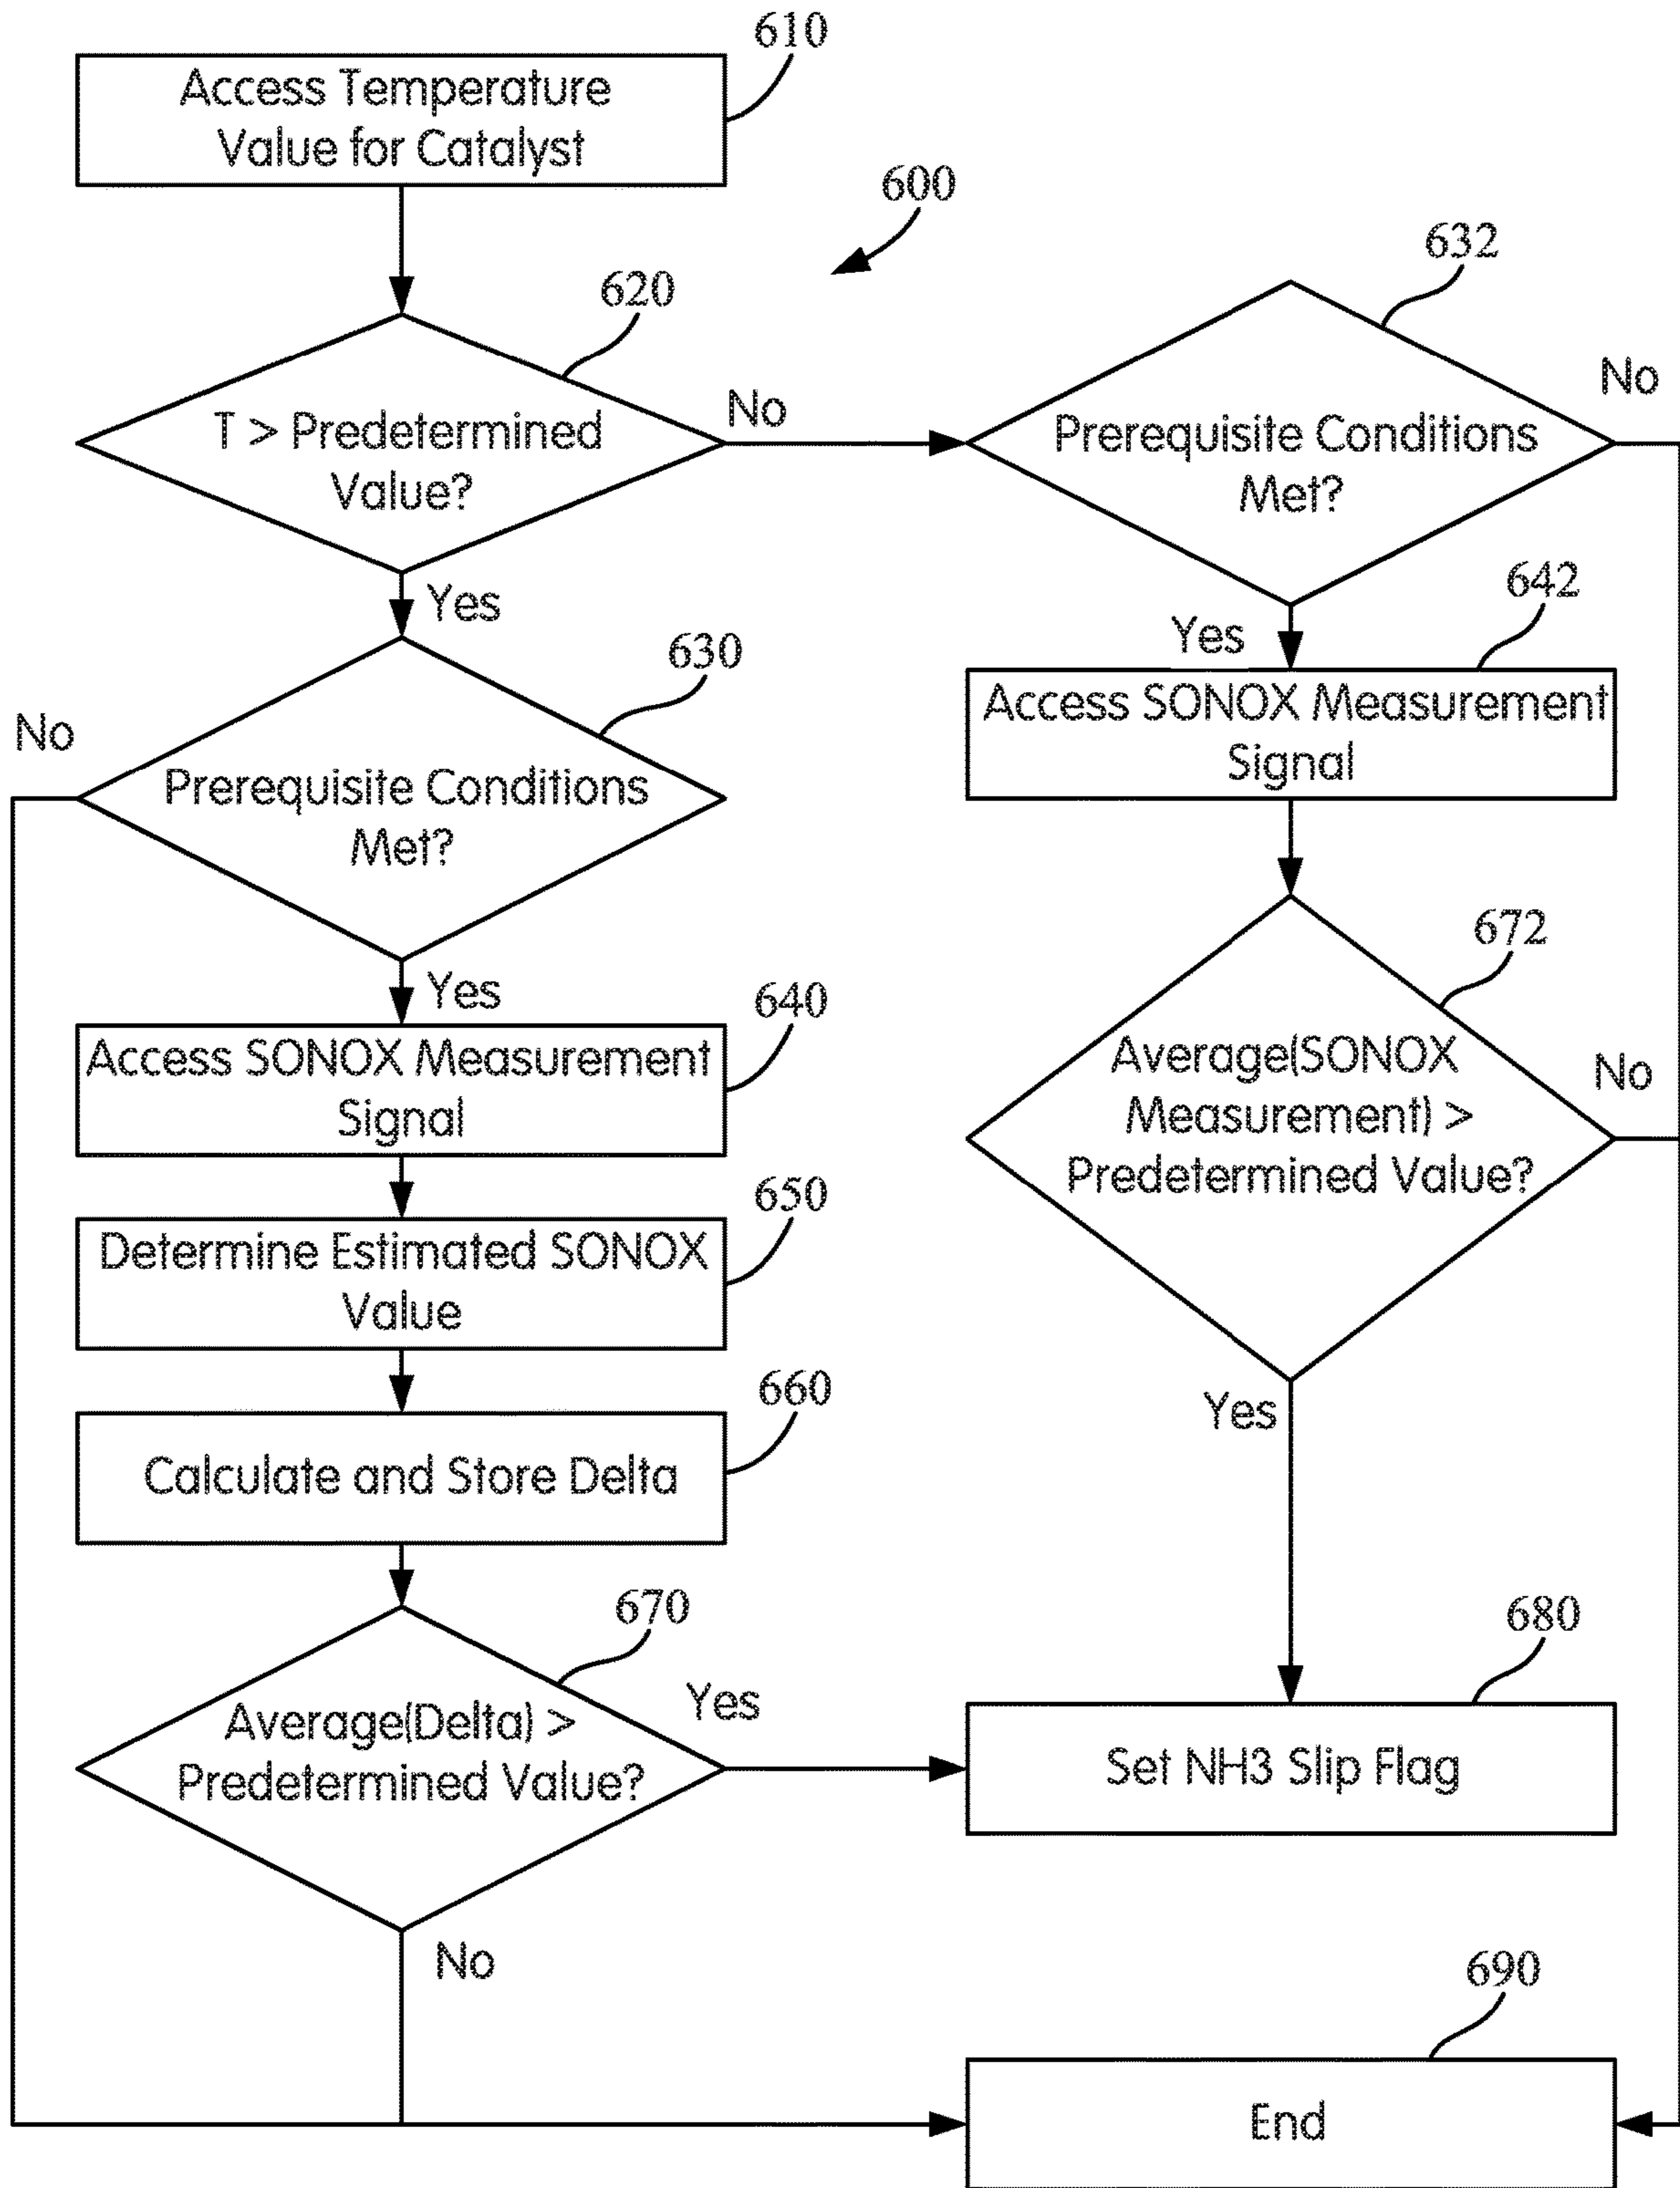 610
Access Temperature
Value for Catalyst
600
632
620
No
No
T > Predetermined
Value?
Prerequisite Conditions
Met?
Yes
642
Yes
630
Access SONOX Measurement
Signal
No
Prerequisite Conditions
Met?
672
Yes
640
Access SONOX Measurement
Signal
Average(SONOX
Measurement) >
Predetermined Value?
No
650
Determine Estimated SONOX
Value
660
Yes
Calculate and Store Delta
670
680
Yes
Average(Delta) >
Predetermined Value?
Set NH3 Slip Flag
No
690
End